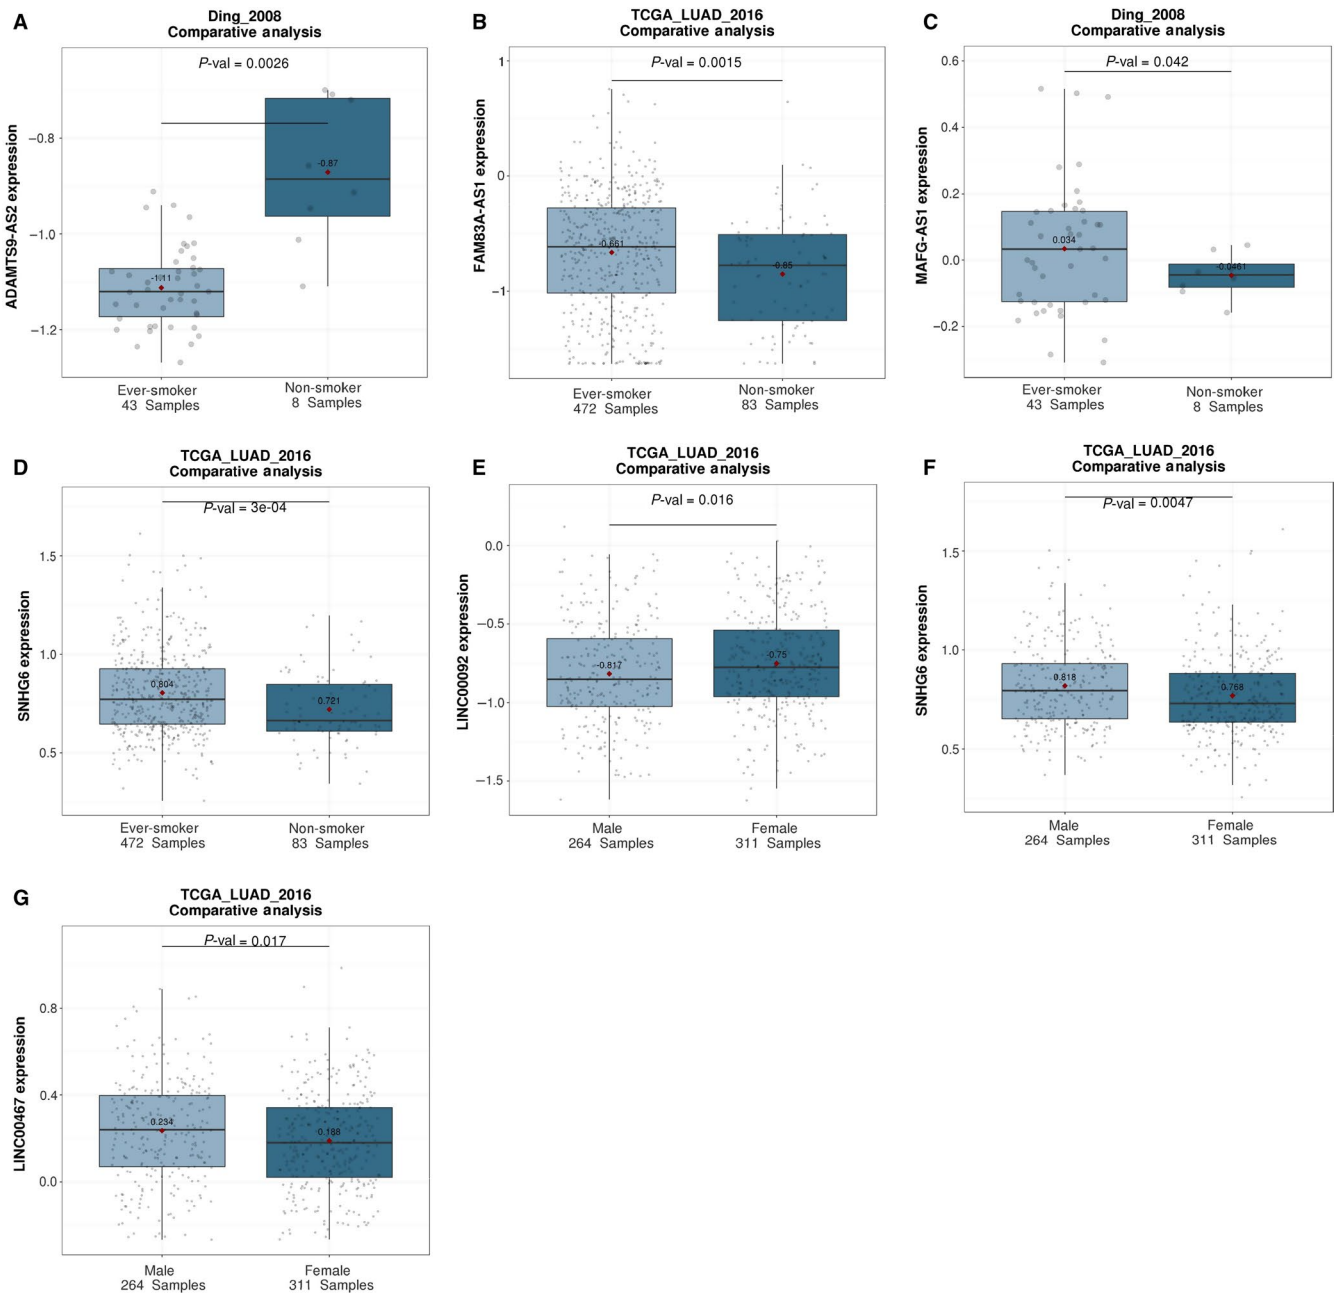 A
Ding_2008
Comparative analysis
P-val = 0.0026
ADAMTS9-AS2 expression
−0.8
−1.0
−1.2
-0.87
-1.11
Ever-smoker
43 Samples
Non-smoker
8 Samples
B
TCGA_LUAD_2016
Comparative analysis
P-val = 0.0015
FAM83A-AS1 expression
1
0
−1
-0.661
-0.85
Ever-smoker
472 Samples
Non-smoker
83 Samples
C
Ding_2008
Comparative analysis
P-val = 0.042
MAFG-AS1 expression
0.6
0.4
0.2
0.0
−0.2
0.034
-0.0461
Ever-smoker
43 Samples
Non-smoker
8 Samples
D
TCGA_LUAD_2016
Comparative analysis
P-val = 3e-04
SNHG6 expression
1.5
1.0
0.5
0.804
0.721
Ever-smoker
472 Samples
Non-smoker
83 Samples
E
TCGA_LUAD_2016
Comparative analysis
P-val = 0.016
LINC00092 expression
0.0
−0.5
−1.0
−1.5
-0.817
-0.75
Male
264 Samples
Female
311 Samples
F
TCGA_LUAD_2016
Comparative analysis
P-val = 0.0047
SNHG6 expression
1.5
1.0
0.5
0.818
0.768
Male
264 Samples
Female
311 Samples
G
TCGA_LUAD_2016
Comparative analysis
P-val = 0.017
LINC00467 expression
0.8
0.4
0.0
0.234
0.188
Male
264 Samples
Female
311 Samples